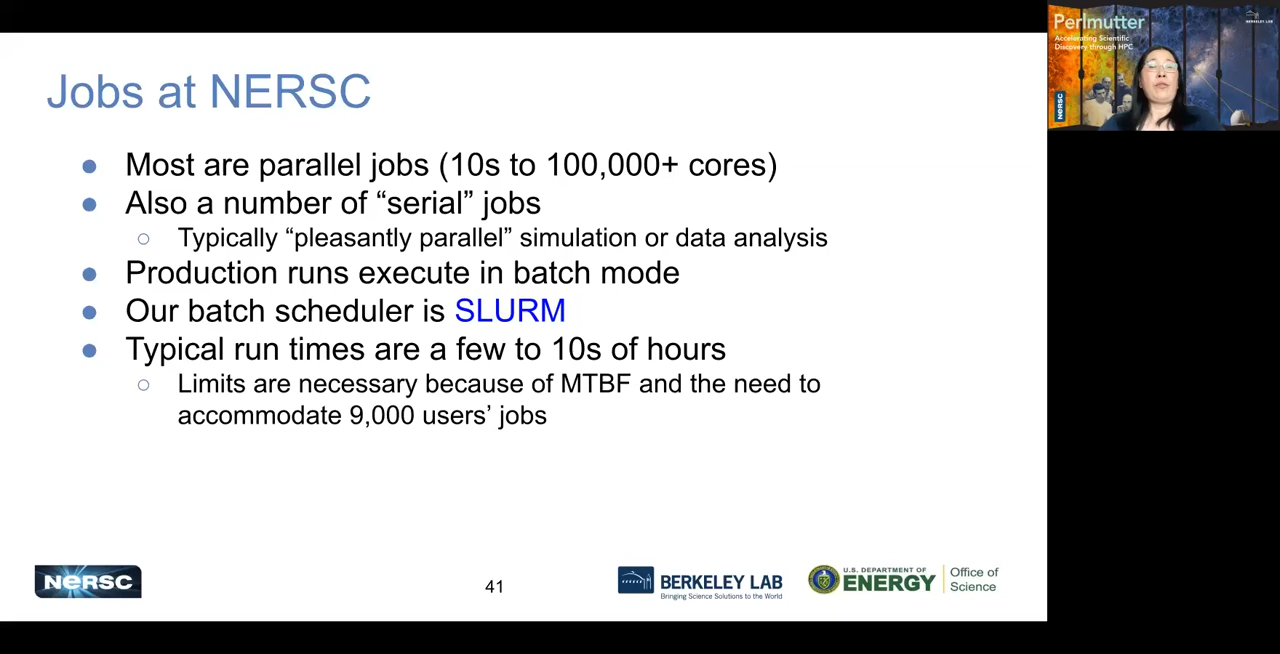 Jobs at NERSC
● Most are parallel jobs (10s to 100,000+ cores)
● Also a number of “serial” jobs
○ Typically “pleasantly parallel” simulation or data analysis
● Production runs execute in batch mode
● Our batch scheduler is SLURM
● Typical run times are a few to 10s of hours
○ Limits are necessary because of MTBF and the need to
accommodate 9,000 users’ jobs
NERSC
41
BERKELEY LAB
Bringing Science Solutions to the World
U.S. DEPARTMENT OF
ENERGY
Office of
Science
Perlmutter
Accelerating Scientific
Discovery through HPC
BERKELEY LAB
NERSC